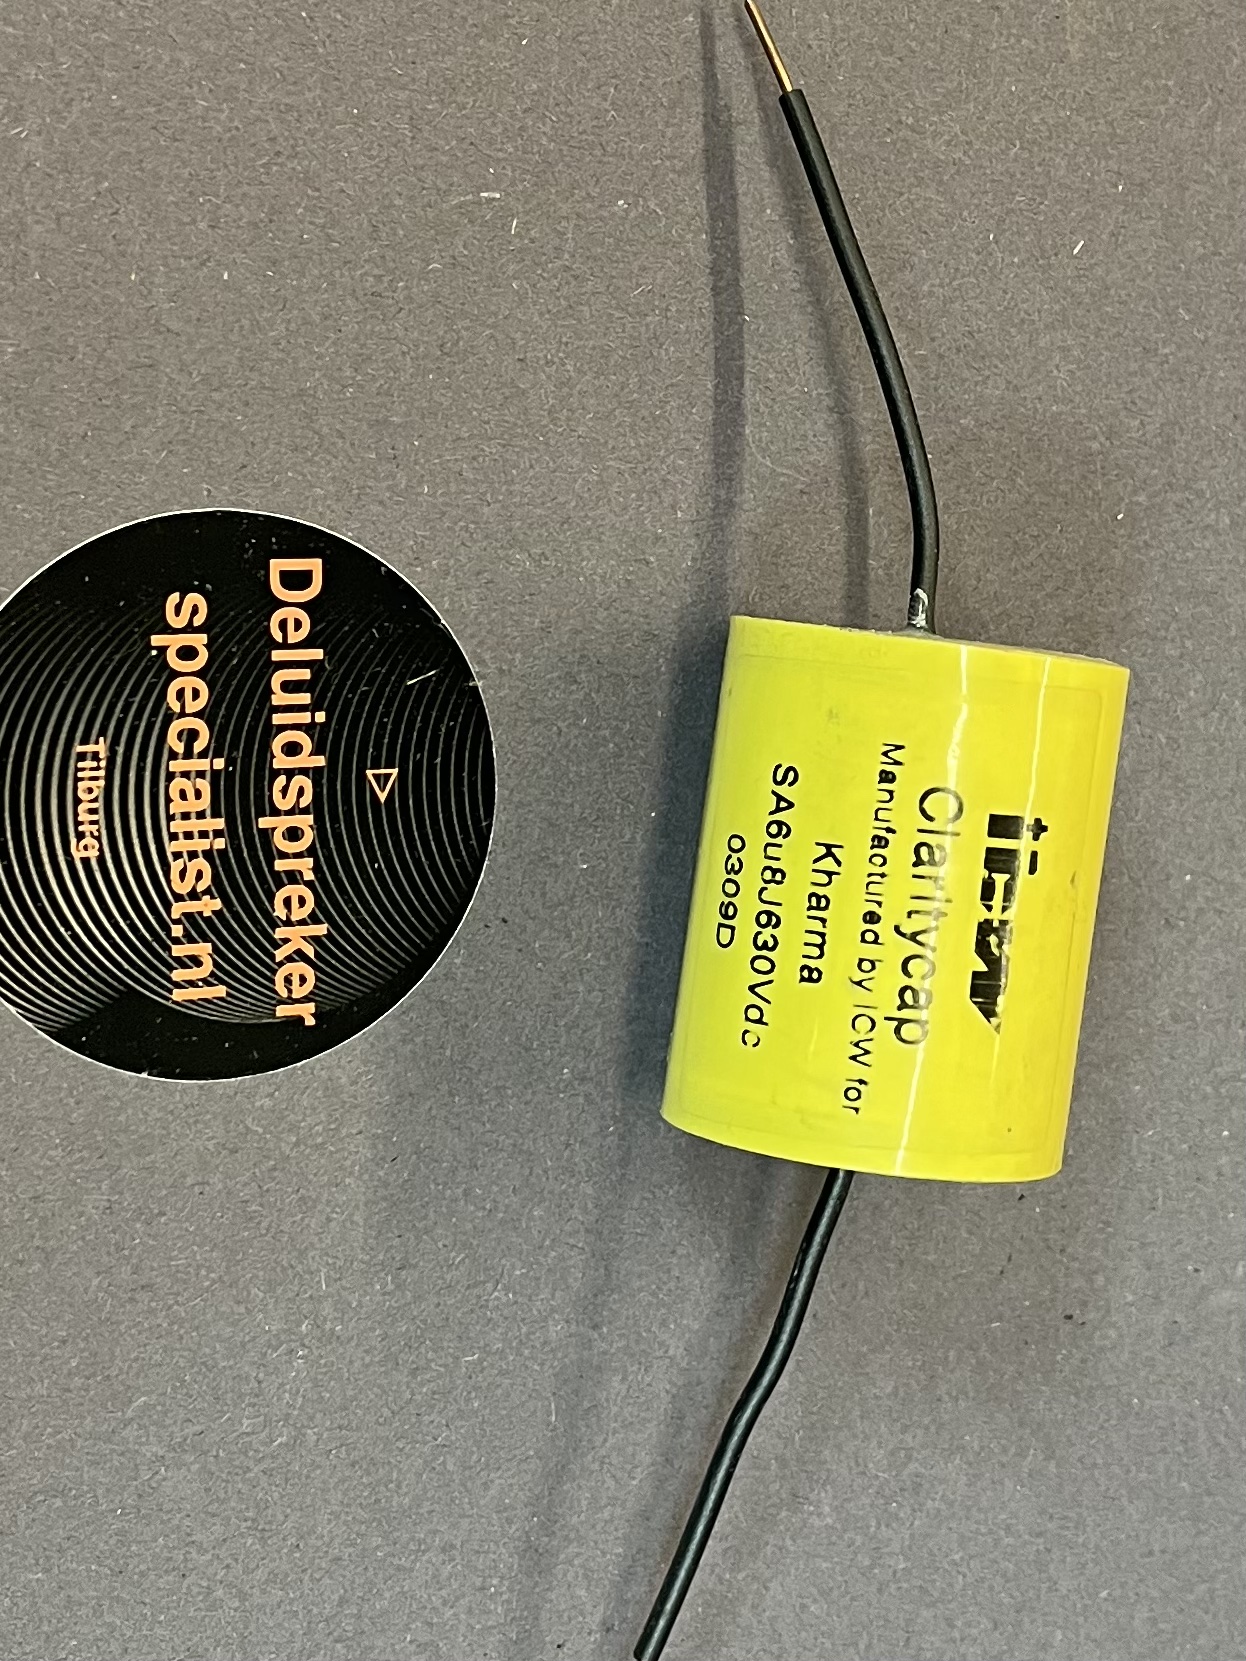 Deluidspreker
specialist.nl
Tilburg
icw
Claritycap
Manufactured by ICW for
Kharma
SA6u8J630Vdc
0309D